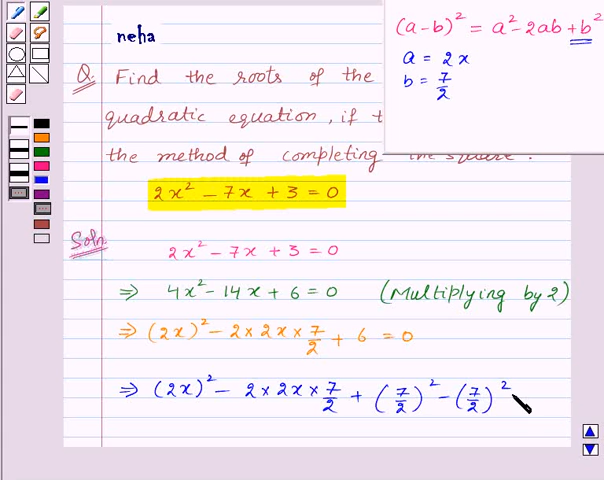 neha
(a-b)² = a² - 2ab + b²
a = 2x
b = 7/2
Q. Find the roots of the
quadratic equation, if
the method of completing the square.
2x² - 7x + 3 = 0
Soln.
2x² - 7x + 3 = 0
⇒ 4x² - 14x + 6 = 0 (Multiplying by 2)
⇒ (2x)² - 2 × 2x × 7/2 + 6 = 0
⇒ (2x)² - 2 × 2x × 7/2 + (7/2)² - (7/2)²